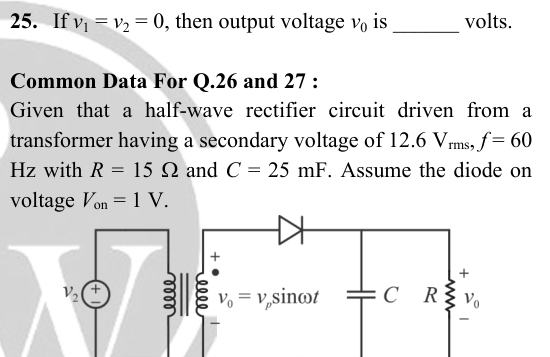 25. If v₁ = v₂ = 0, then output voltage v₀ is ______ volts.
Common Data For Q.26 and 27 :
Given that a half-wave rectifier circuit driven from a
transformer having a secondary voltage of 12.6 Vrms, f = 60
Hz with R = 15 Ω and C = 25 mF. Assume the diode on
voltage Von = 1 V.
+
V₂ + − v₀ = vₚsinωt C R + v₀ −
−